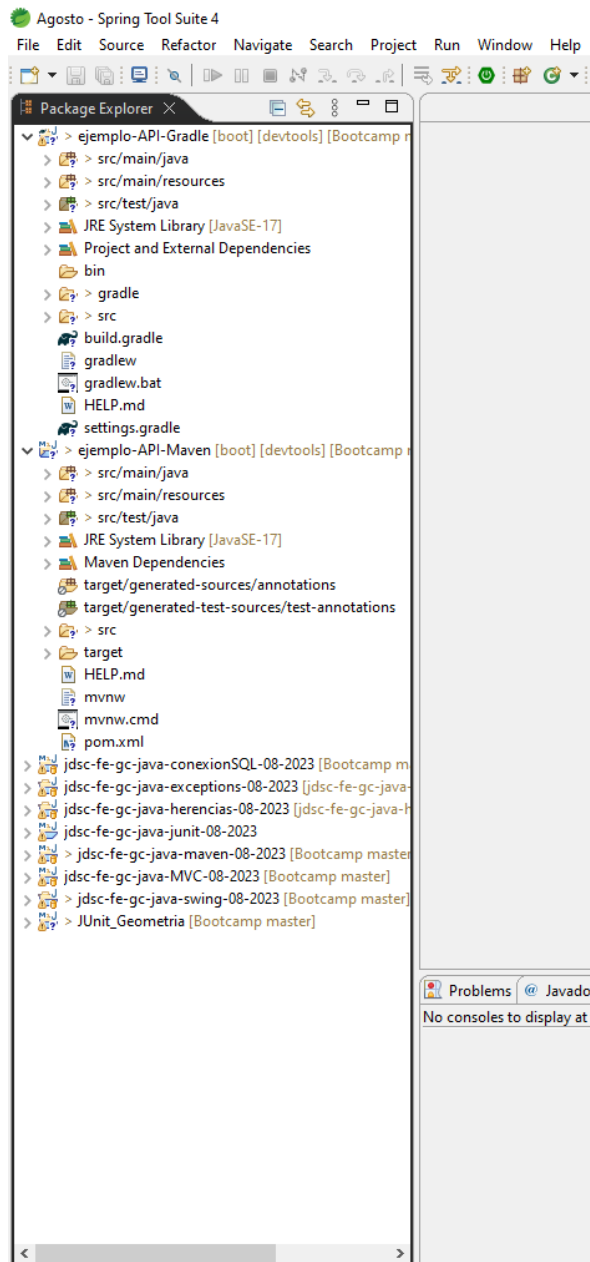 Agosto - Spring Tool Suite 4
File Edit Source Refactor Navigate Search Project Run Window Help
Package Explorer
> ejemplo-API-Gradle [boot] [devtools] [Bootcamp
> src/main/java
> src/main/resources
> src/test/java
JRE System Library [JavaSE-17]
Project and External Dependencies
bin
> gradle
> src
build.gradle
gradlew
gradlew.bat
HELP.md
settings.gradle
> ejemplo-API-Maven [boot] [devtools] [Bootcamp
> src/main/java
> src/main/resources
> src/test/java
JRE System Library [JavaSE-17]
Maven Dependencies
target/generated-sources/annotations
target/generated-test-sources/test-annotations
> src
target
HELP.md
mvnw
mvnw.cmd
pom.xml
jdsc-fe-gc-java-conexionSQL-08-2023 [Bootcamp ma
jdsc-fe-gc-java-exceptions-08-2023 [jdsc-fe-gc-java-
jdsc-fe-gc-java-herencias-08-2023 [jdsc-fe-gc-java-h
jdsc-fe-gc-java-junit-08-2023
> jdsc-fe-gc-java-maven-08-2023 [Bootcamp master
jdsc-fe-gc-java-MVC-08-2023 [Bootcamp master]
> jdsc-fe-gc-java-swing-08-2023 [Bootcamp master]
> JUnit_Geometria [Bootcamp master]
Problems @ Javado
No consoles to display at